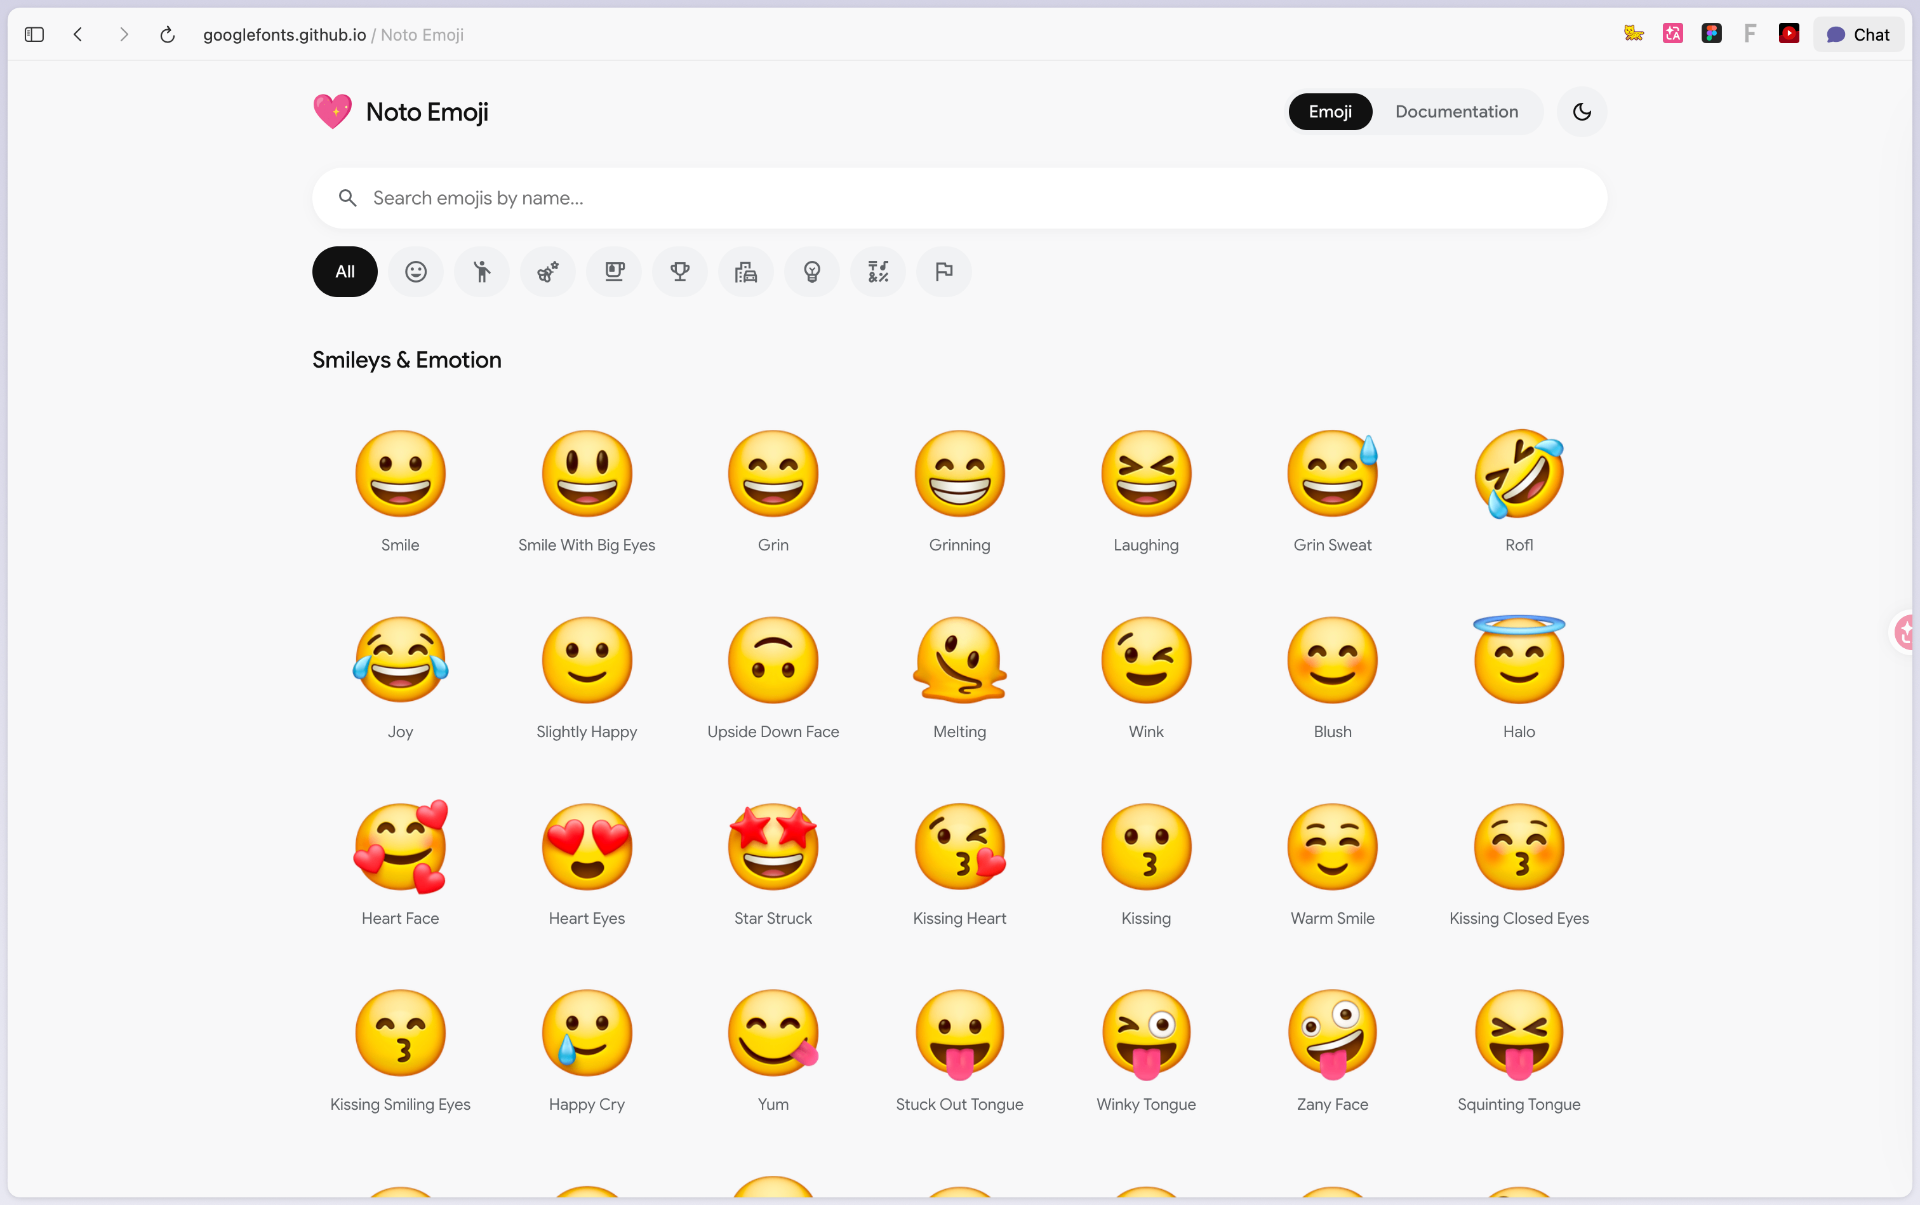 googlefonts.github.io / Noto Emoji
Chat
Noto Emoji
Emoji
Documentation
Search emojis by name...
All
Smileys & Emotion
Smile
Smile With Big Eyes
Grin
Grinning
Laughing
Grin Sweat
Rofl
Joy
Slightly Happy
Upside Down Face
Melting
Wink
Blush
Halo
Heart Face
Heart Eyes
Star Struck
Kissing Heart
Kissing
Warm Smile
Kissing Closed Eyes
Kissing Smiling Eyes
Happy Cry
Yum
Stuck Out Tongue
Winky Tongue
Zany Face
Squinting Tongue